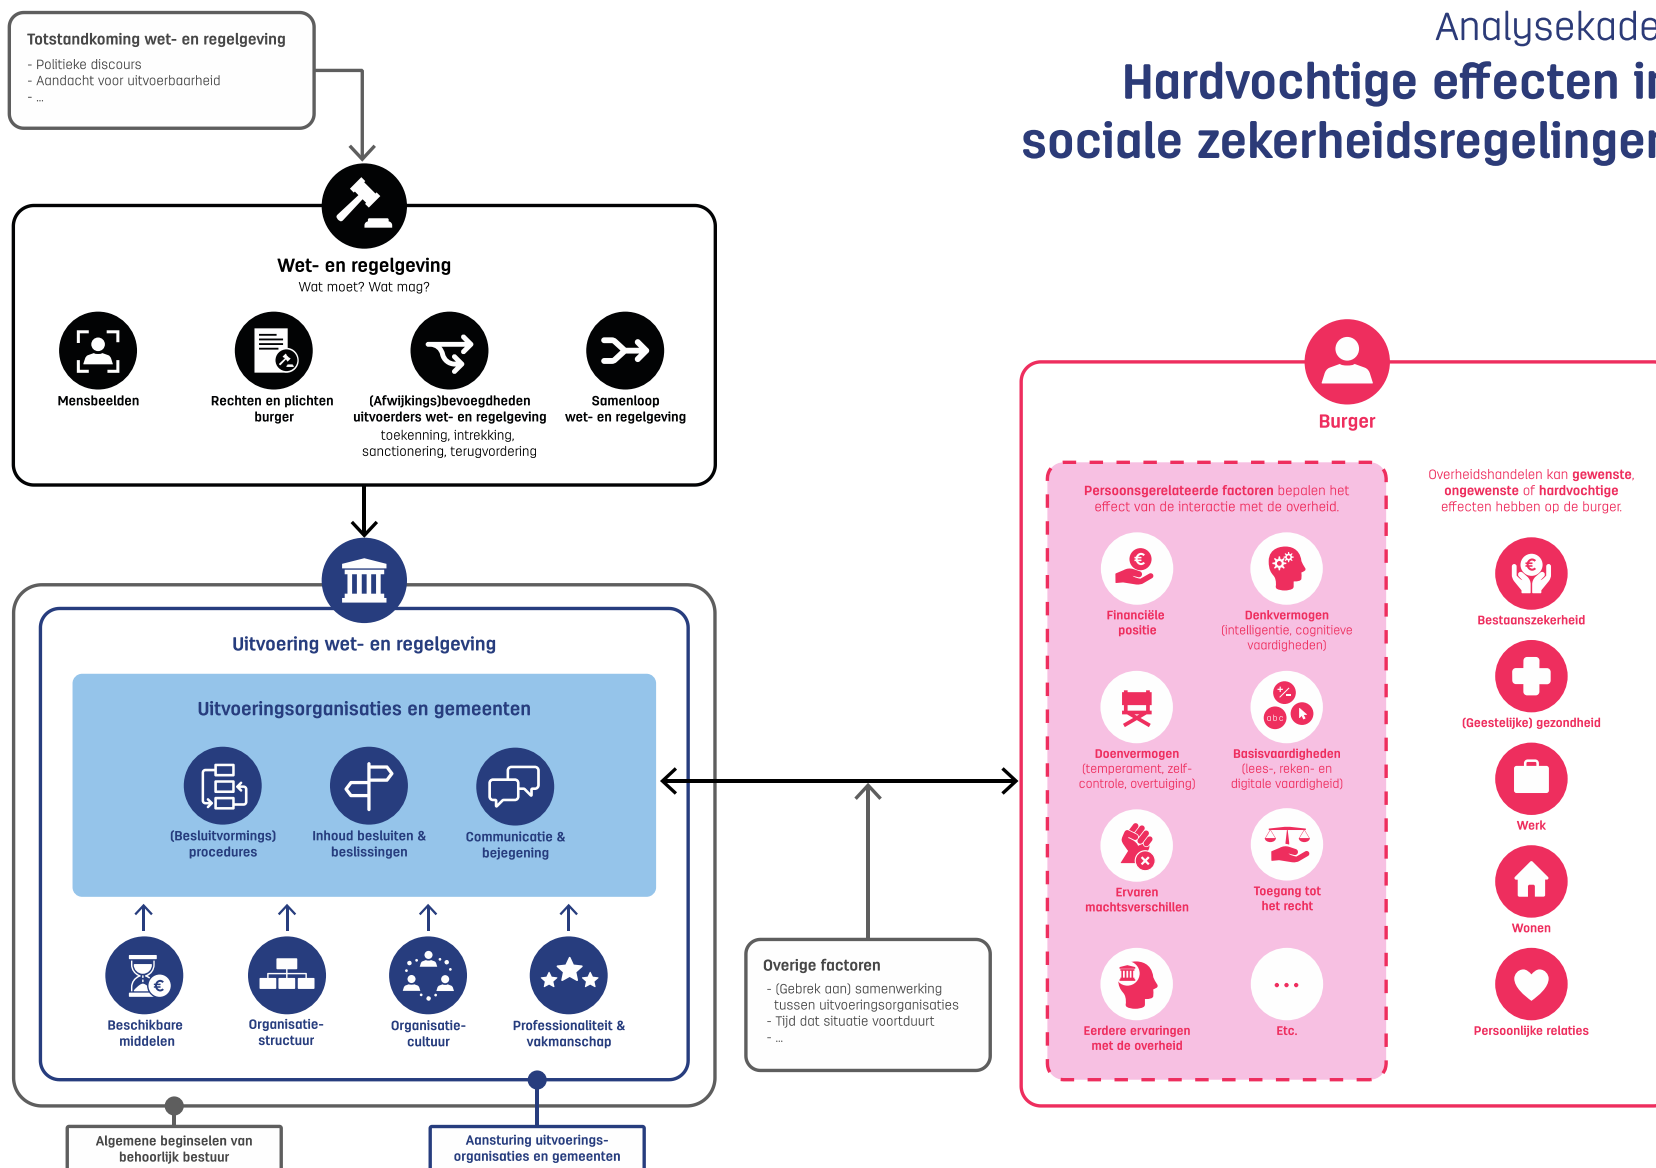 Totstandkoming wet- en regelgeving
- Politieke discours
- Aandacht voor uitvoerbaarheid
- ...
Analysekade
Hardvochtige effecten in
sociale zekerheidsregelingen
Wet- en regelgeving
Wat moet? Wat mag?
Mensbeelden
Rechten en plichten
burger
(Afwijkings)bevoegdheden
uitvoerders wet- en regelgeving
toekenning, intrekking,
sanctionering, terugvordering
Samenloop
wet- en regelgeving
Uitvoering wet- en regelgeving
Uitvoeringsorganisaties en gemeenten
(Besluitvormings)
procedures
Inhoud besluiten &
beslissingen
Communicatie &
bejegening
Beschikbare
middelen
Organisatie-
structuur
Organisatie-
cultuur
Professionaliteit &
vakmanschap
Algemene beginselen van
behoorlijk bestuur
Aansturing uitvoerings-
organisaties en gemeenten
Overige factoren
- (Gebrek aan) samenwerking
tussen uitvoeringsorganisaties
- Tijd dat situatie voortduurt
- ...
Burger
Persoonsgerelateerde factoren bepalen het
effect van de interactie met de overheid.
Financiële
positie
Denkvermogen
(intelligentie, cognitieve
vaardigheden)
Doenvermogen
(temperament, zelf-
controle, overtuiging)
abc
+/-
Basisvaardigheden
(lees-, reken- en
digitale vaardigheid)
Ervaren
machtsverschillen
Toegang tot
het recht
Eerdere ervaringen
met de overheid
...
Etc.
Overheidshandelen kan gewenste,
ongewenste of hardvochtige
effecten hebben op de burger.
Bestaanszekerheid
(Geestelijke) gezondheid
Werk
Wonen
Persoonlijke relaties